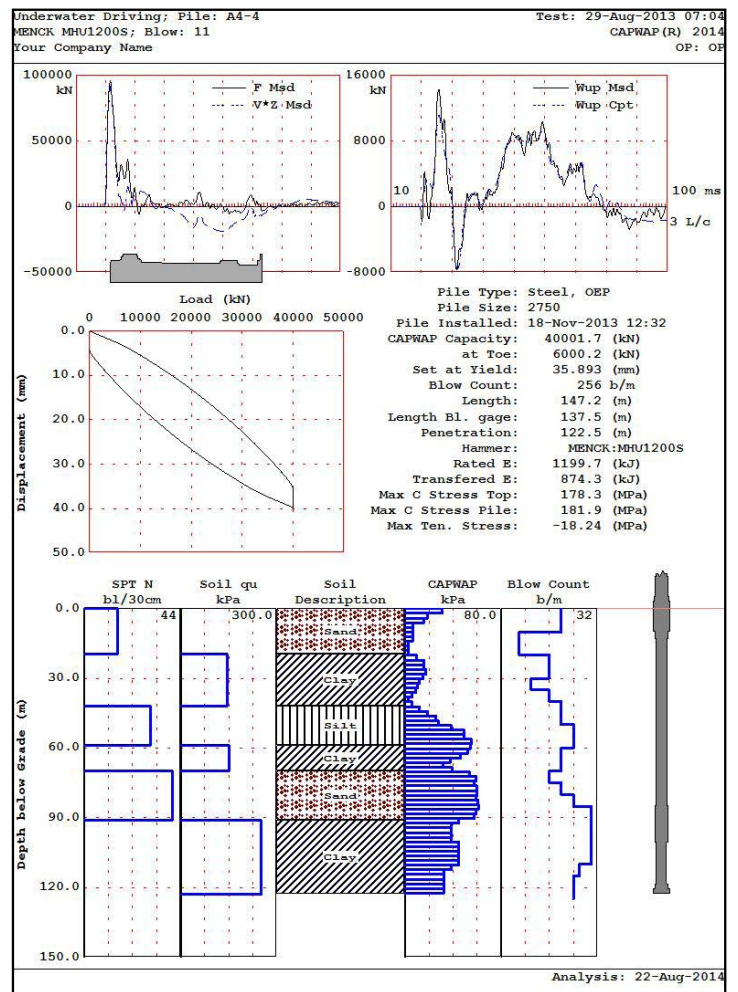 Underwater Driving; Pile: A4-4 Test: 29-Aug-2013 07:04
MENCK MHU1200S; Blow: 11 CAPWAP(R) 2014
Your Company Name OP: OP
100000
kN
50000
0
-50000
F Msd
V*Z Msd
16000
kN
8000
0
-8000
Wup Msd
Wup Cpt
10
100 ms
3 L/c
Load (kN)
0 10000 20000 30000 40000 50000
0.0
10.0
20.0
30.0
40.0
50.0
Displacement (mm)
Pile Type: Steel, OEP
Pile Size: 2750
Pile Installed: 18-Nov-2013 12:32
CAPWAP Capacity: 40001.7 (kN)
at Toe: 6000.2 (kN)
Set at Yield: 35.893 (mm)
Blow Count: 256 b/m
Length: 147.2 (m)
Length Bl. gage: 137.5 (m)
Penetration: 122.5 (m)
Hammer: MENCK:MHU1200S
Rated E: 1199.7 (kJ)
Transfered E: 874.3 (kJ)
Max C Stress Top: 178.3 (MPa)
Max C Stress Pile: 181.9 (MPa)
Max Ten. Stress: -18.24 (MPa)
SPT N Soil qu Soil CAPWAP Blow Count
bl/30cm kPa Description kPa b/m
44 300.0 80.0 32
0.0
30.0
60.0
90.0
120.0
150.0
Depth below Grade (m)
Sand
Clay
Silt
Clay
Sand
Clay
Analysis: 22-Aug-2014